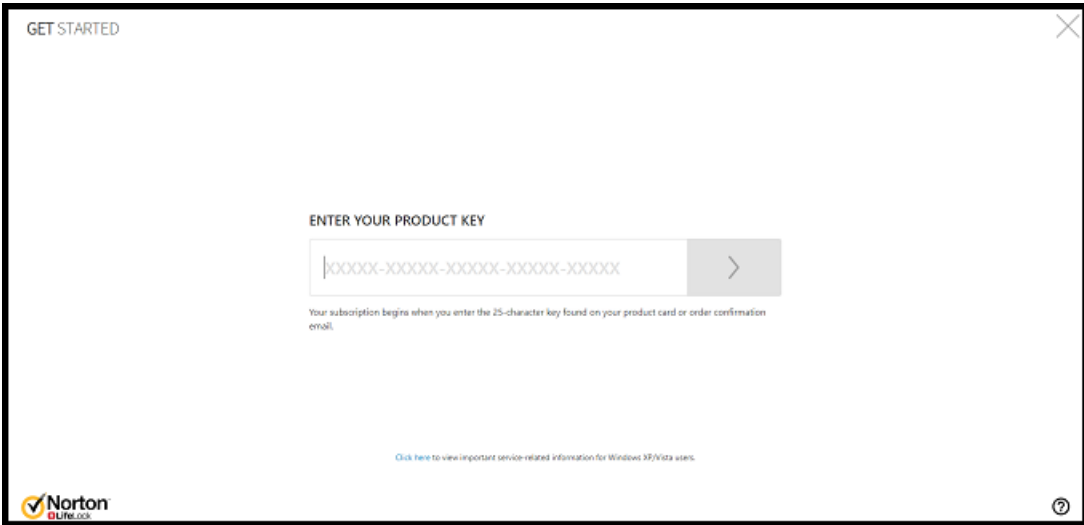 GET STARTED
ENTER YOUR PRODUCT KEY
XXXXX-XXXXX-XXXXX-XXXXX-XXXXX
Your subscription begins when you enter the 25-character key found on your product card or order confirmation
email.
Click here to view important service-related information for Windows XP/Vista users.
Norton
LifeLock